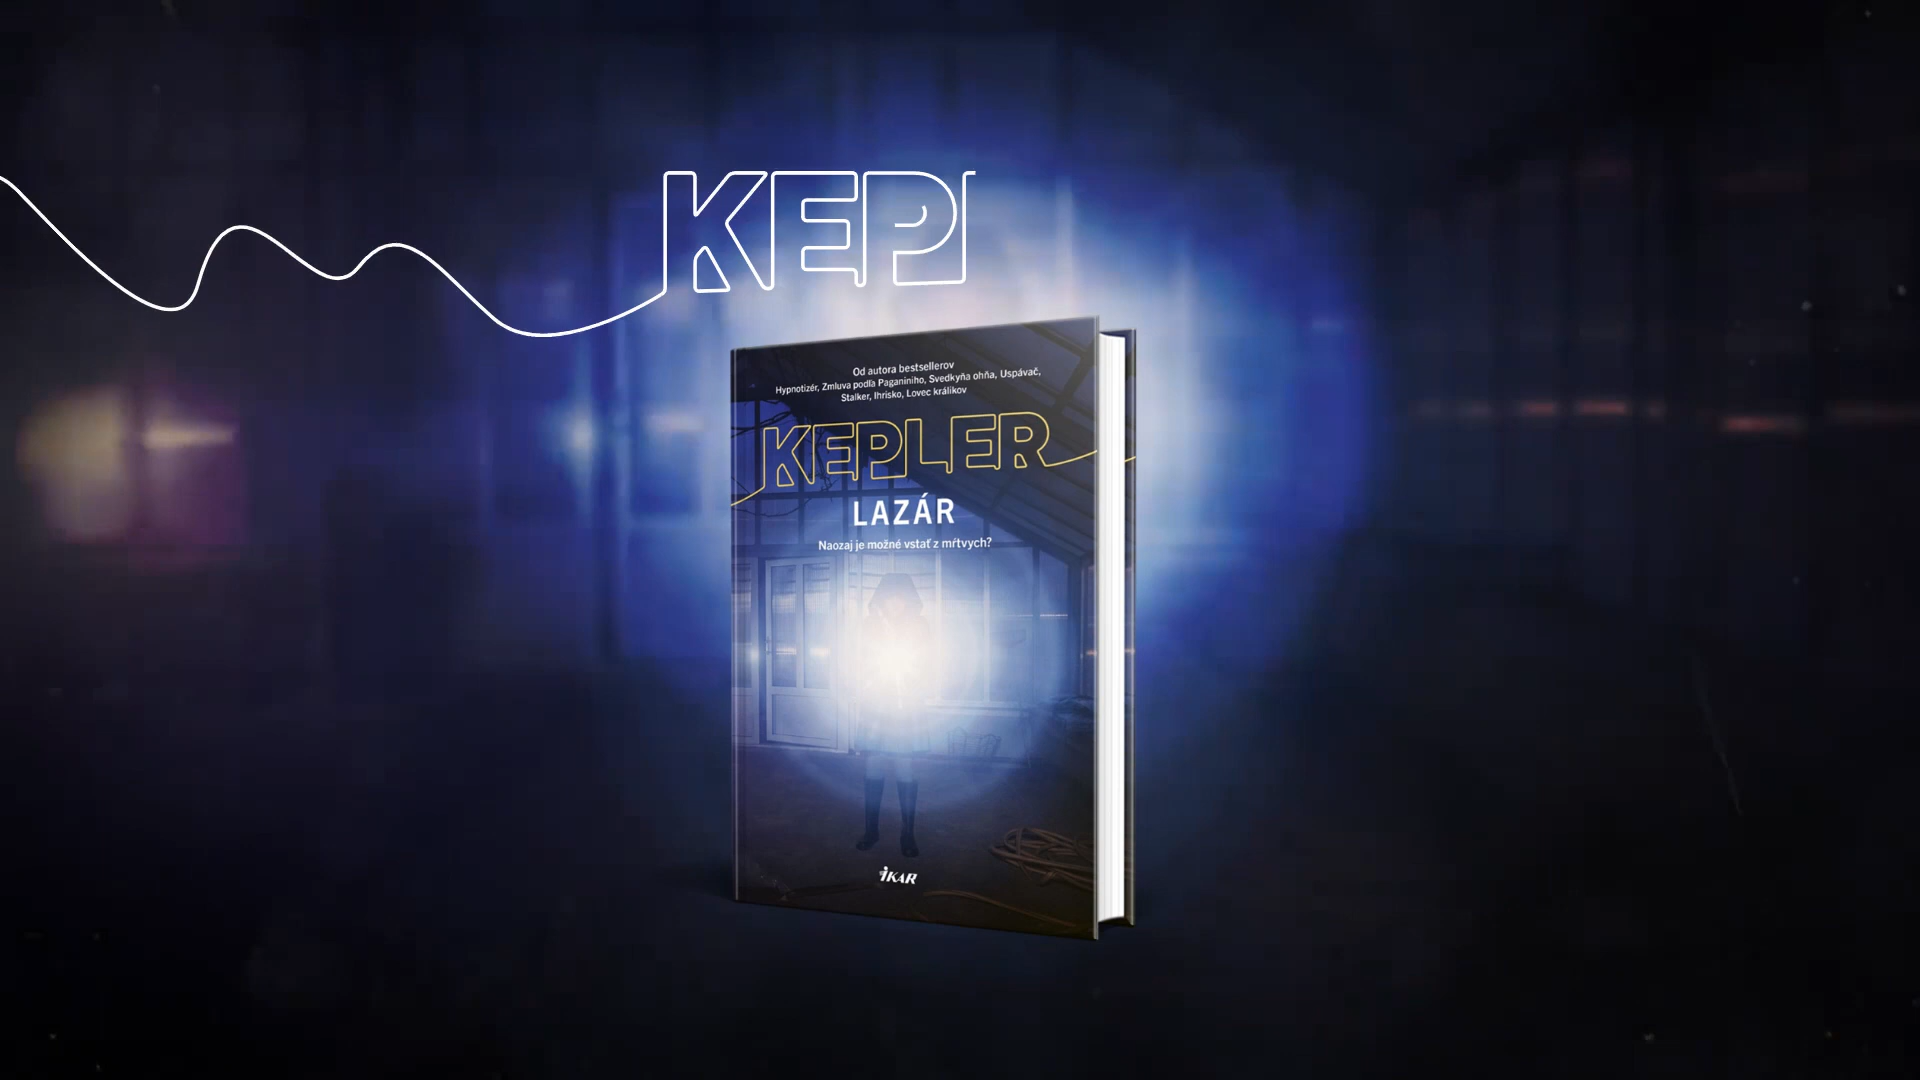 KEPL
Od autora bestsellerov
Hypnotizér, Zmluva podľa Paganiniho, Svedkyňa ohňa, Uspávač,
Stalker, Ihrisko, Lovec králikov
KEPLER
LAZÁR
Naozaj je možné vstať z mŕtvych?
iKAR